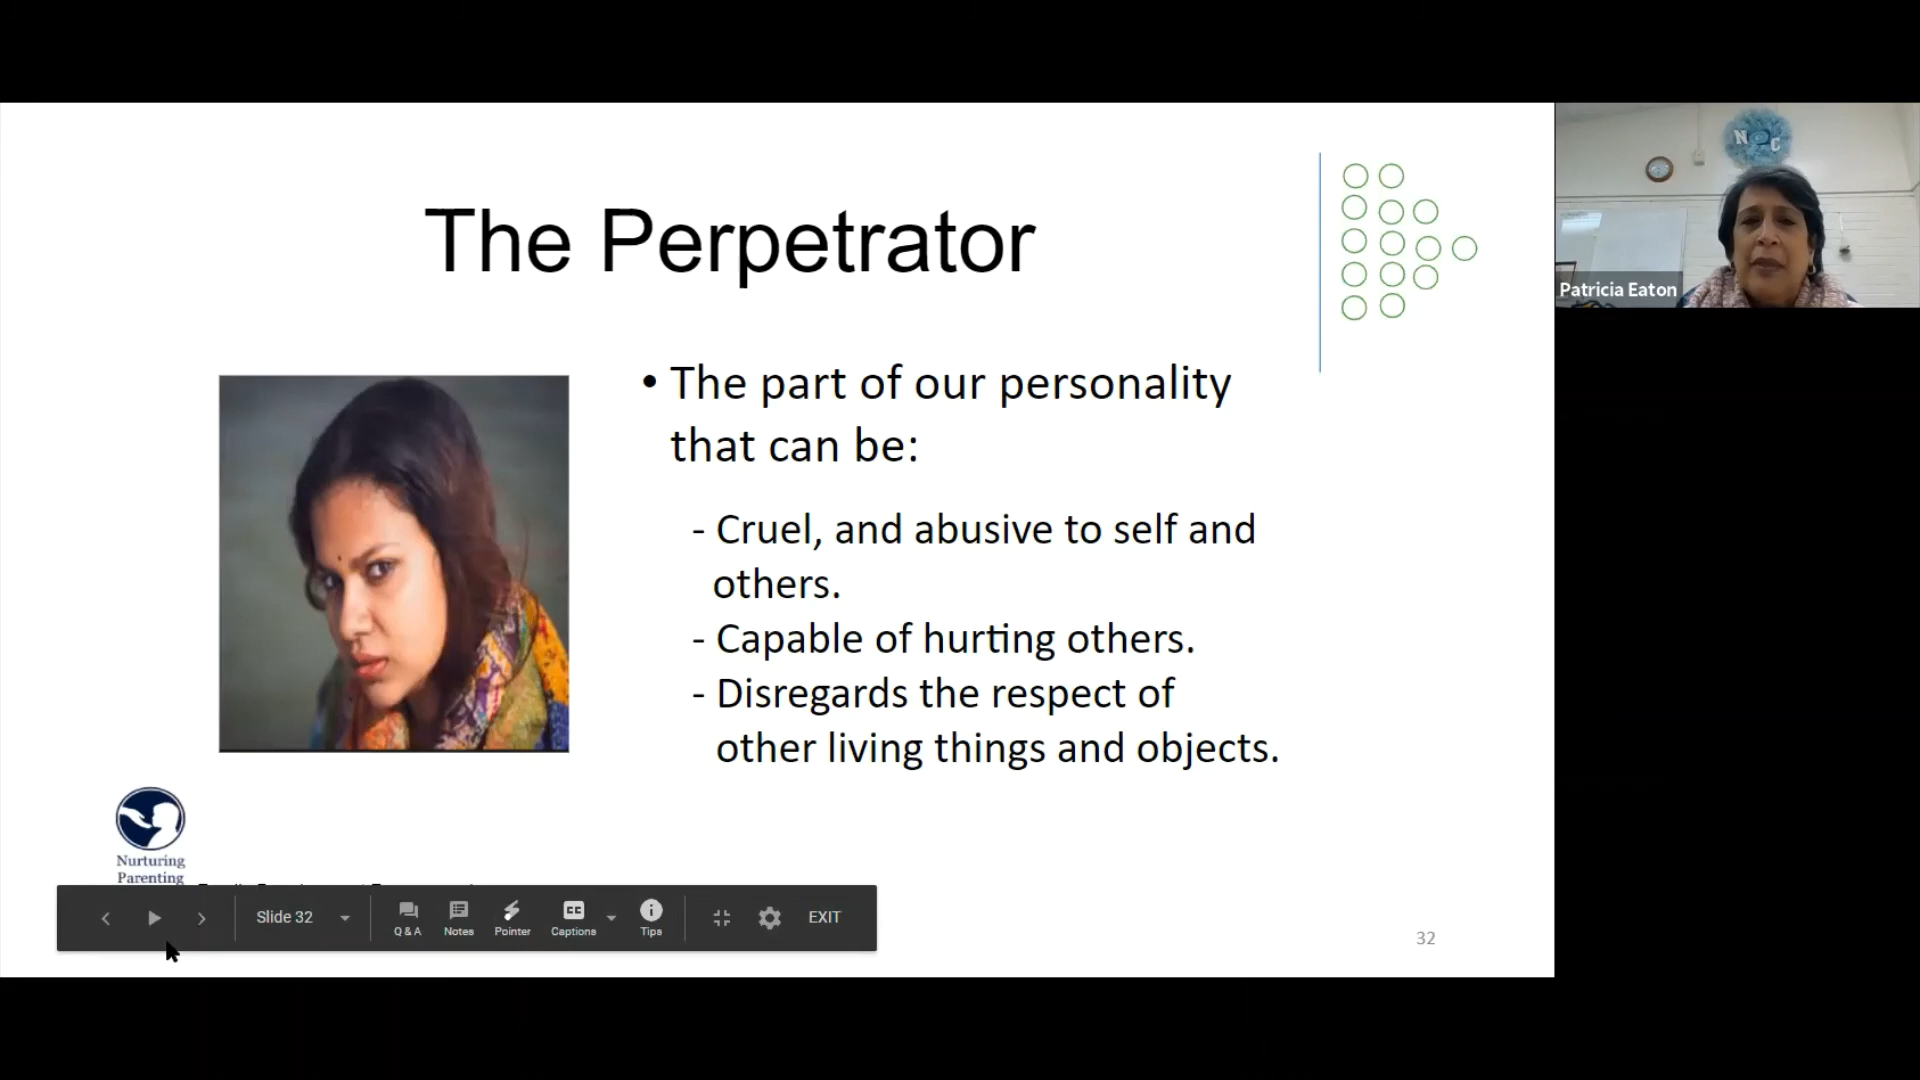 The Perpetrator
• The part of our personality
that can be:
- Cruel, and abusive to self and
others.
- Capable of hurting others.
- Disregards the respect of
other living things and objects.
Nurturing
Parenting
Slide 32
Q & A
Notes
Pointer
CC
Captions
Tips
EXIT
32
N C
Patricia Eaton